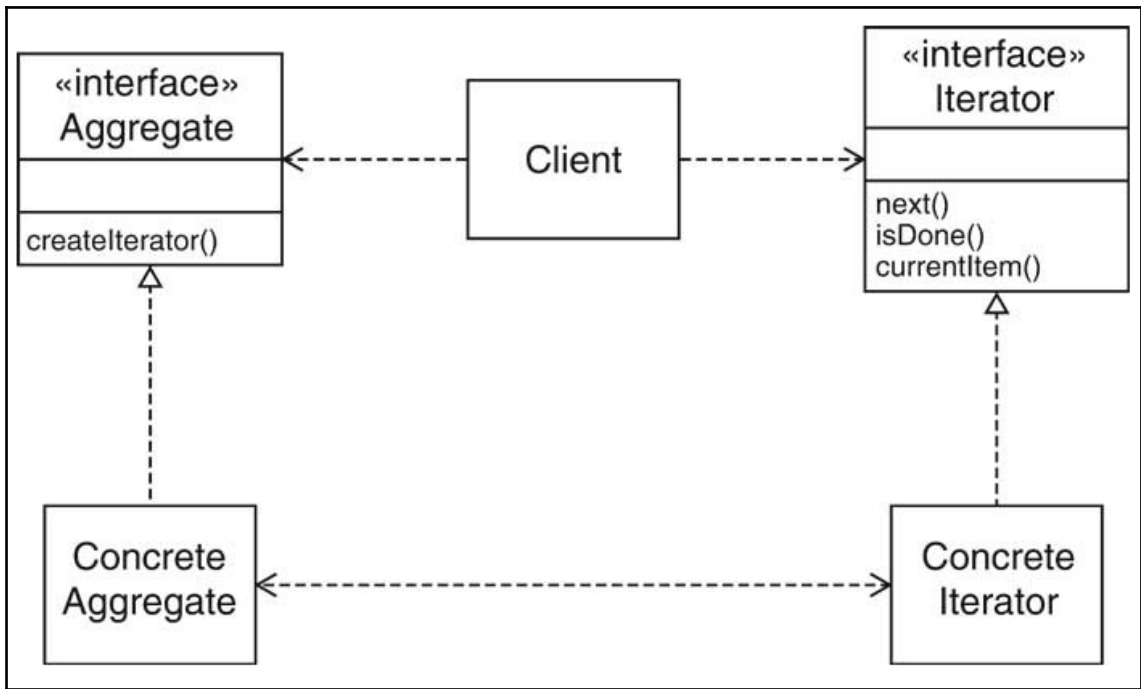 «interface»
Aggregate
createIterator()
Client
«interface»
Iterator
next()
isDone()
currentItem()
Concrete
Aggregate
Concrete
Iterator